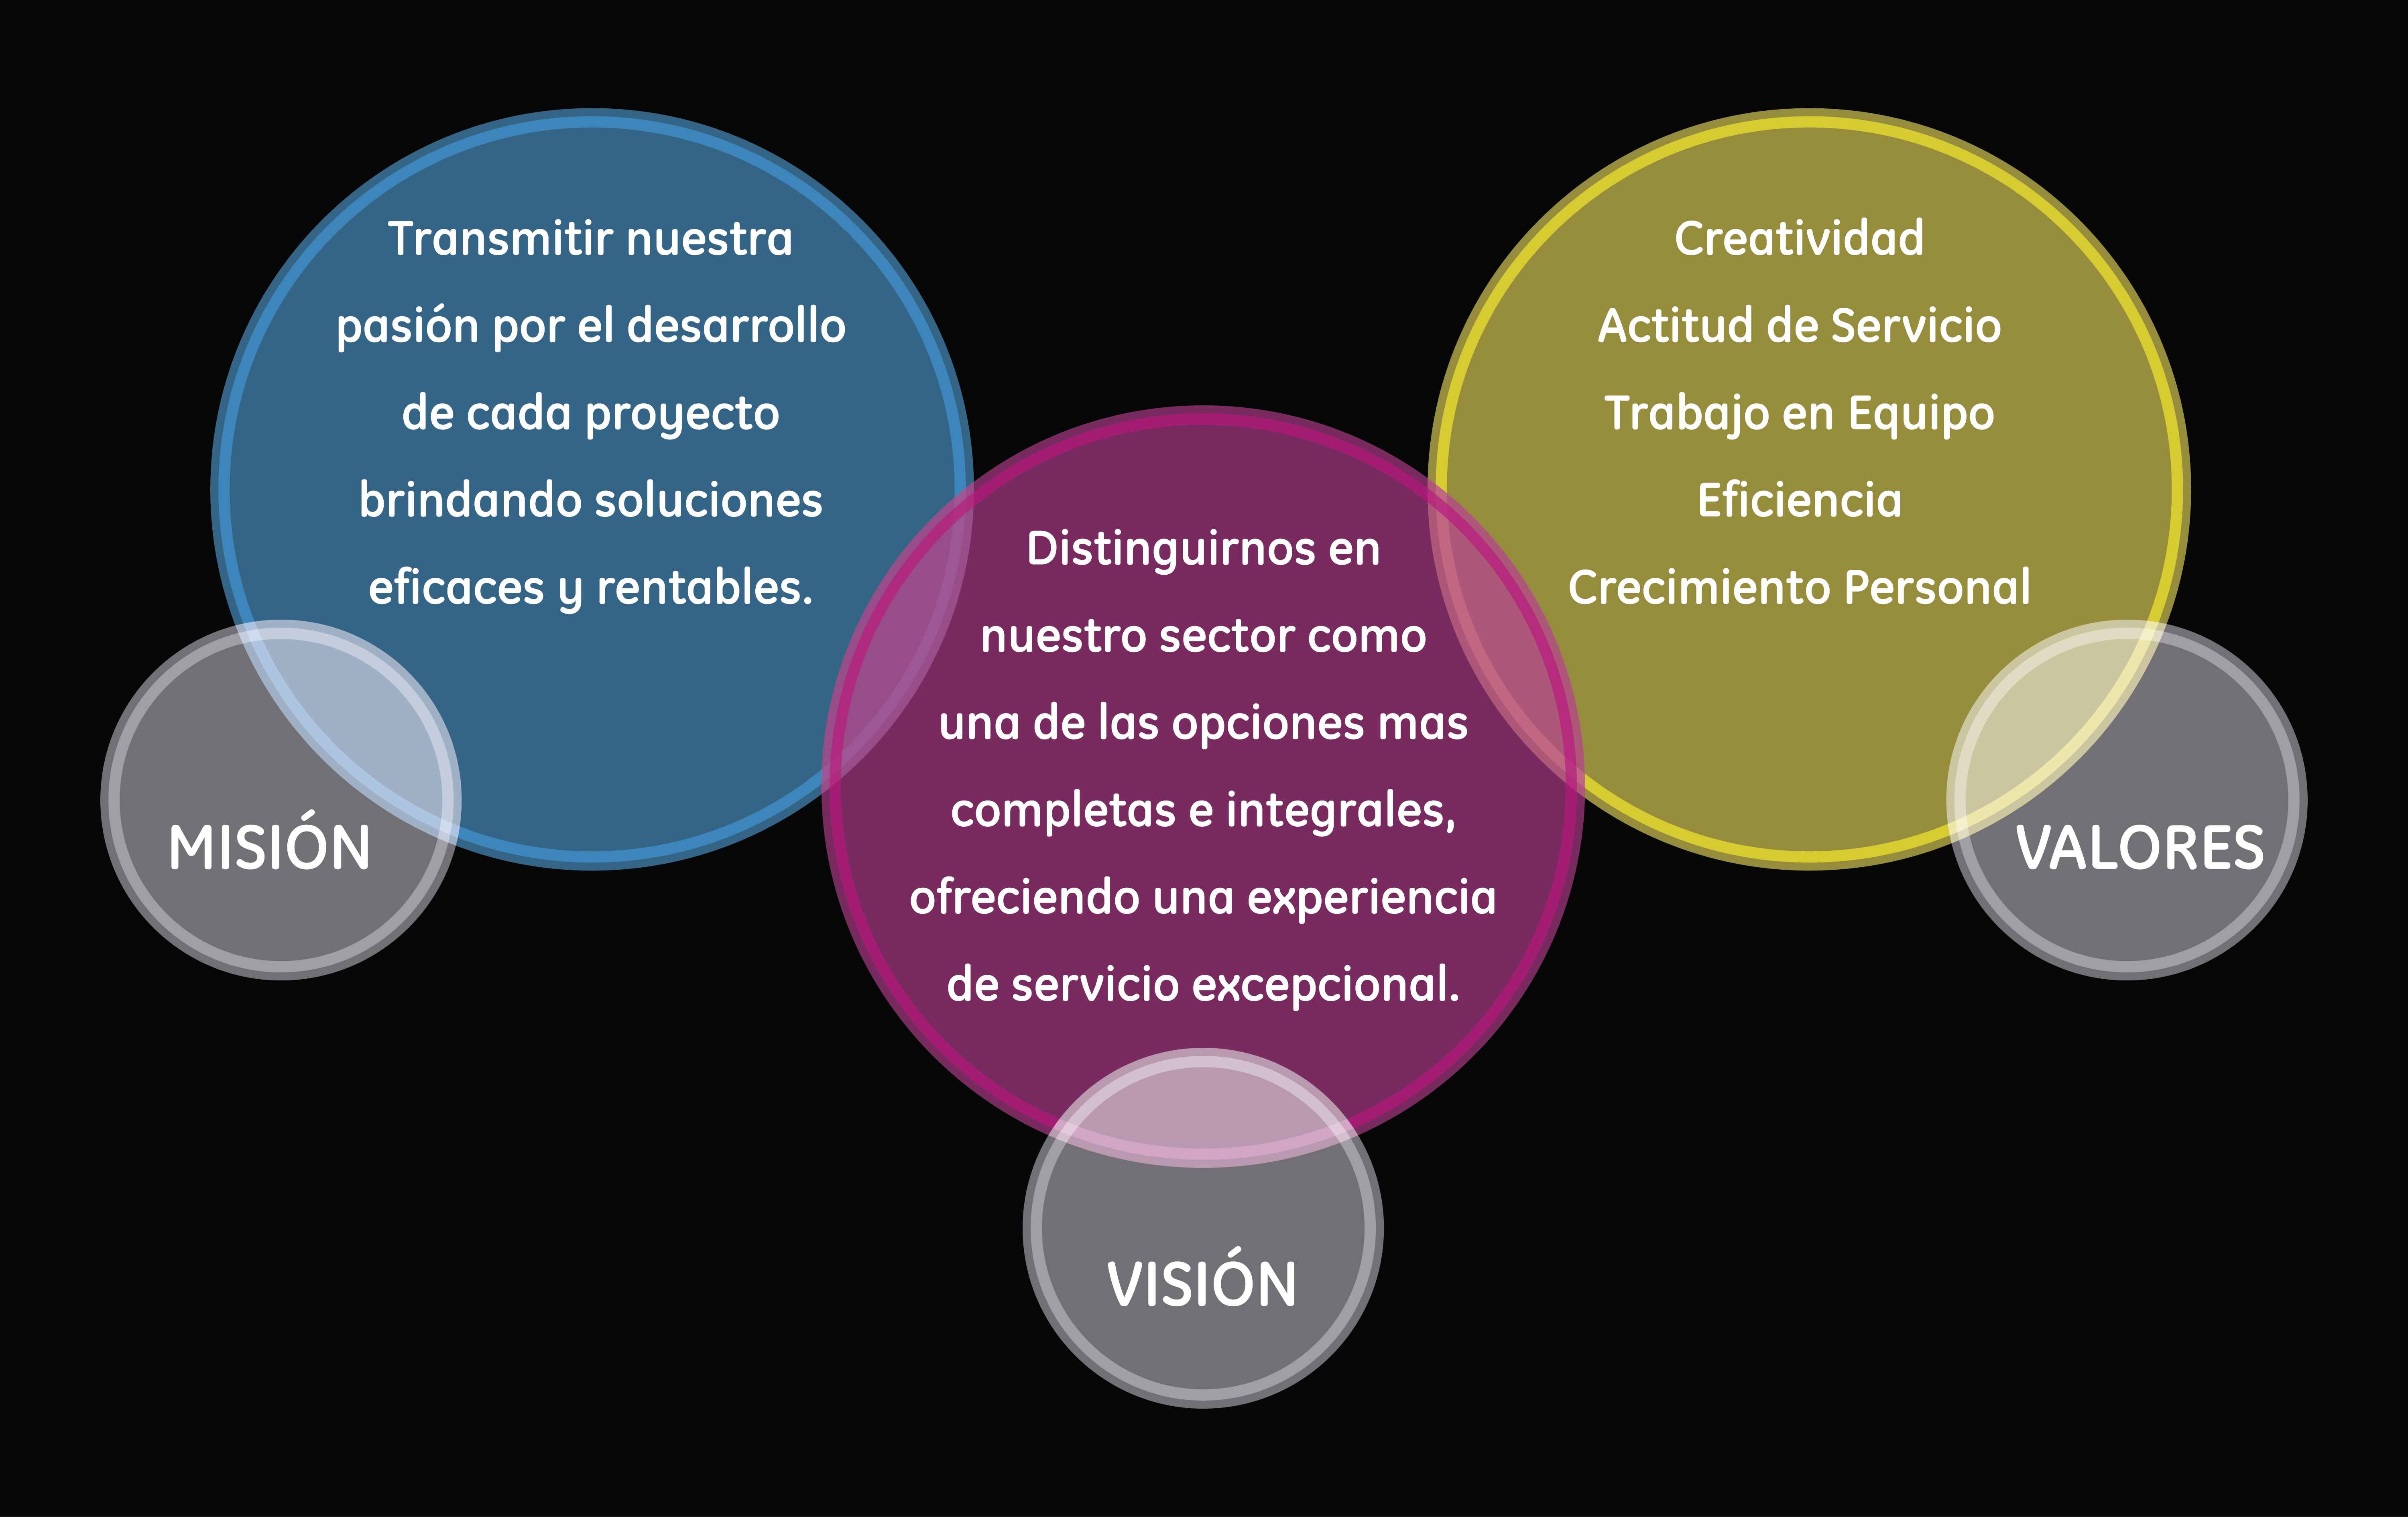 Transmitir nuestra
pasión por el desarrollo
de cada proyecto
brindando soluciones
eficaces y rentables.
MISIÓN
Distinguirnos en
nuestro sector como
una de las opciones mas
completas e integrales,
ofreciendo una experiencia
de servicio excepcional.
VISIÓN
Creatividad
Actitud de Servicio
Trabajo en Equipo
Eficiencia
Crecimiento Personal
VALORES